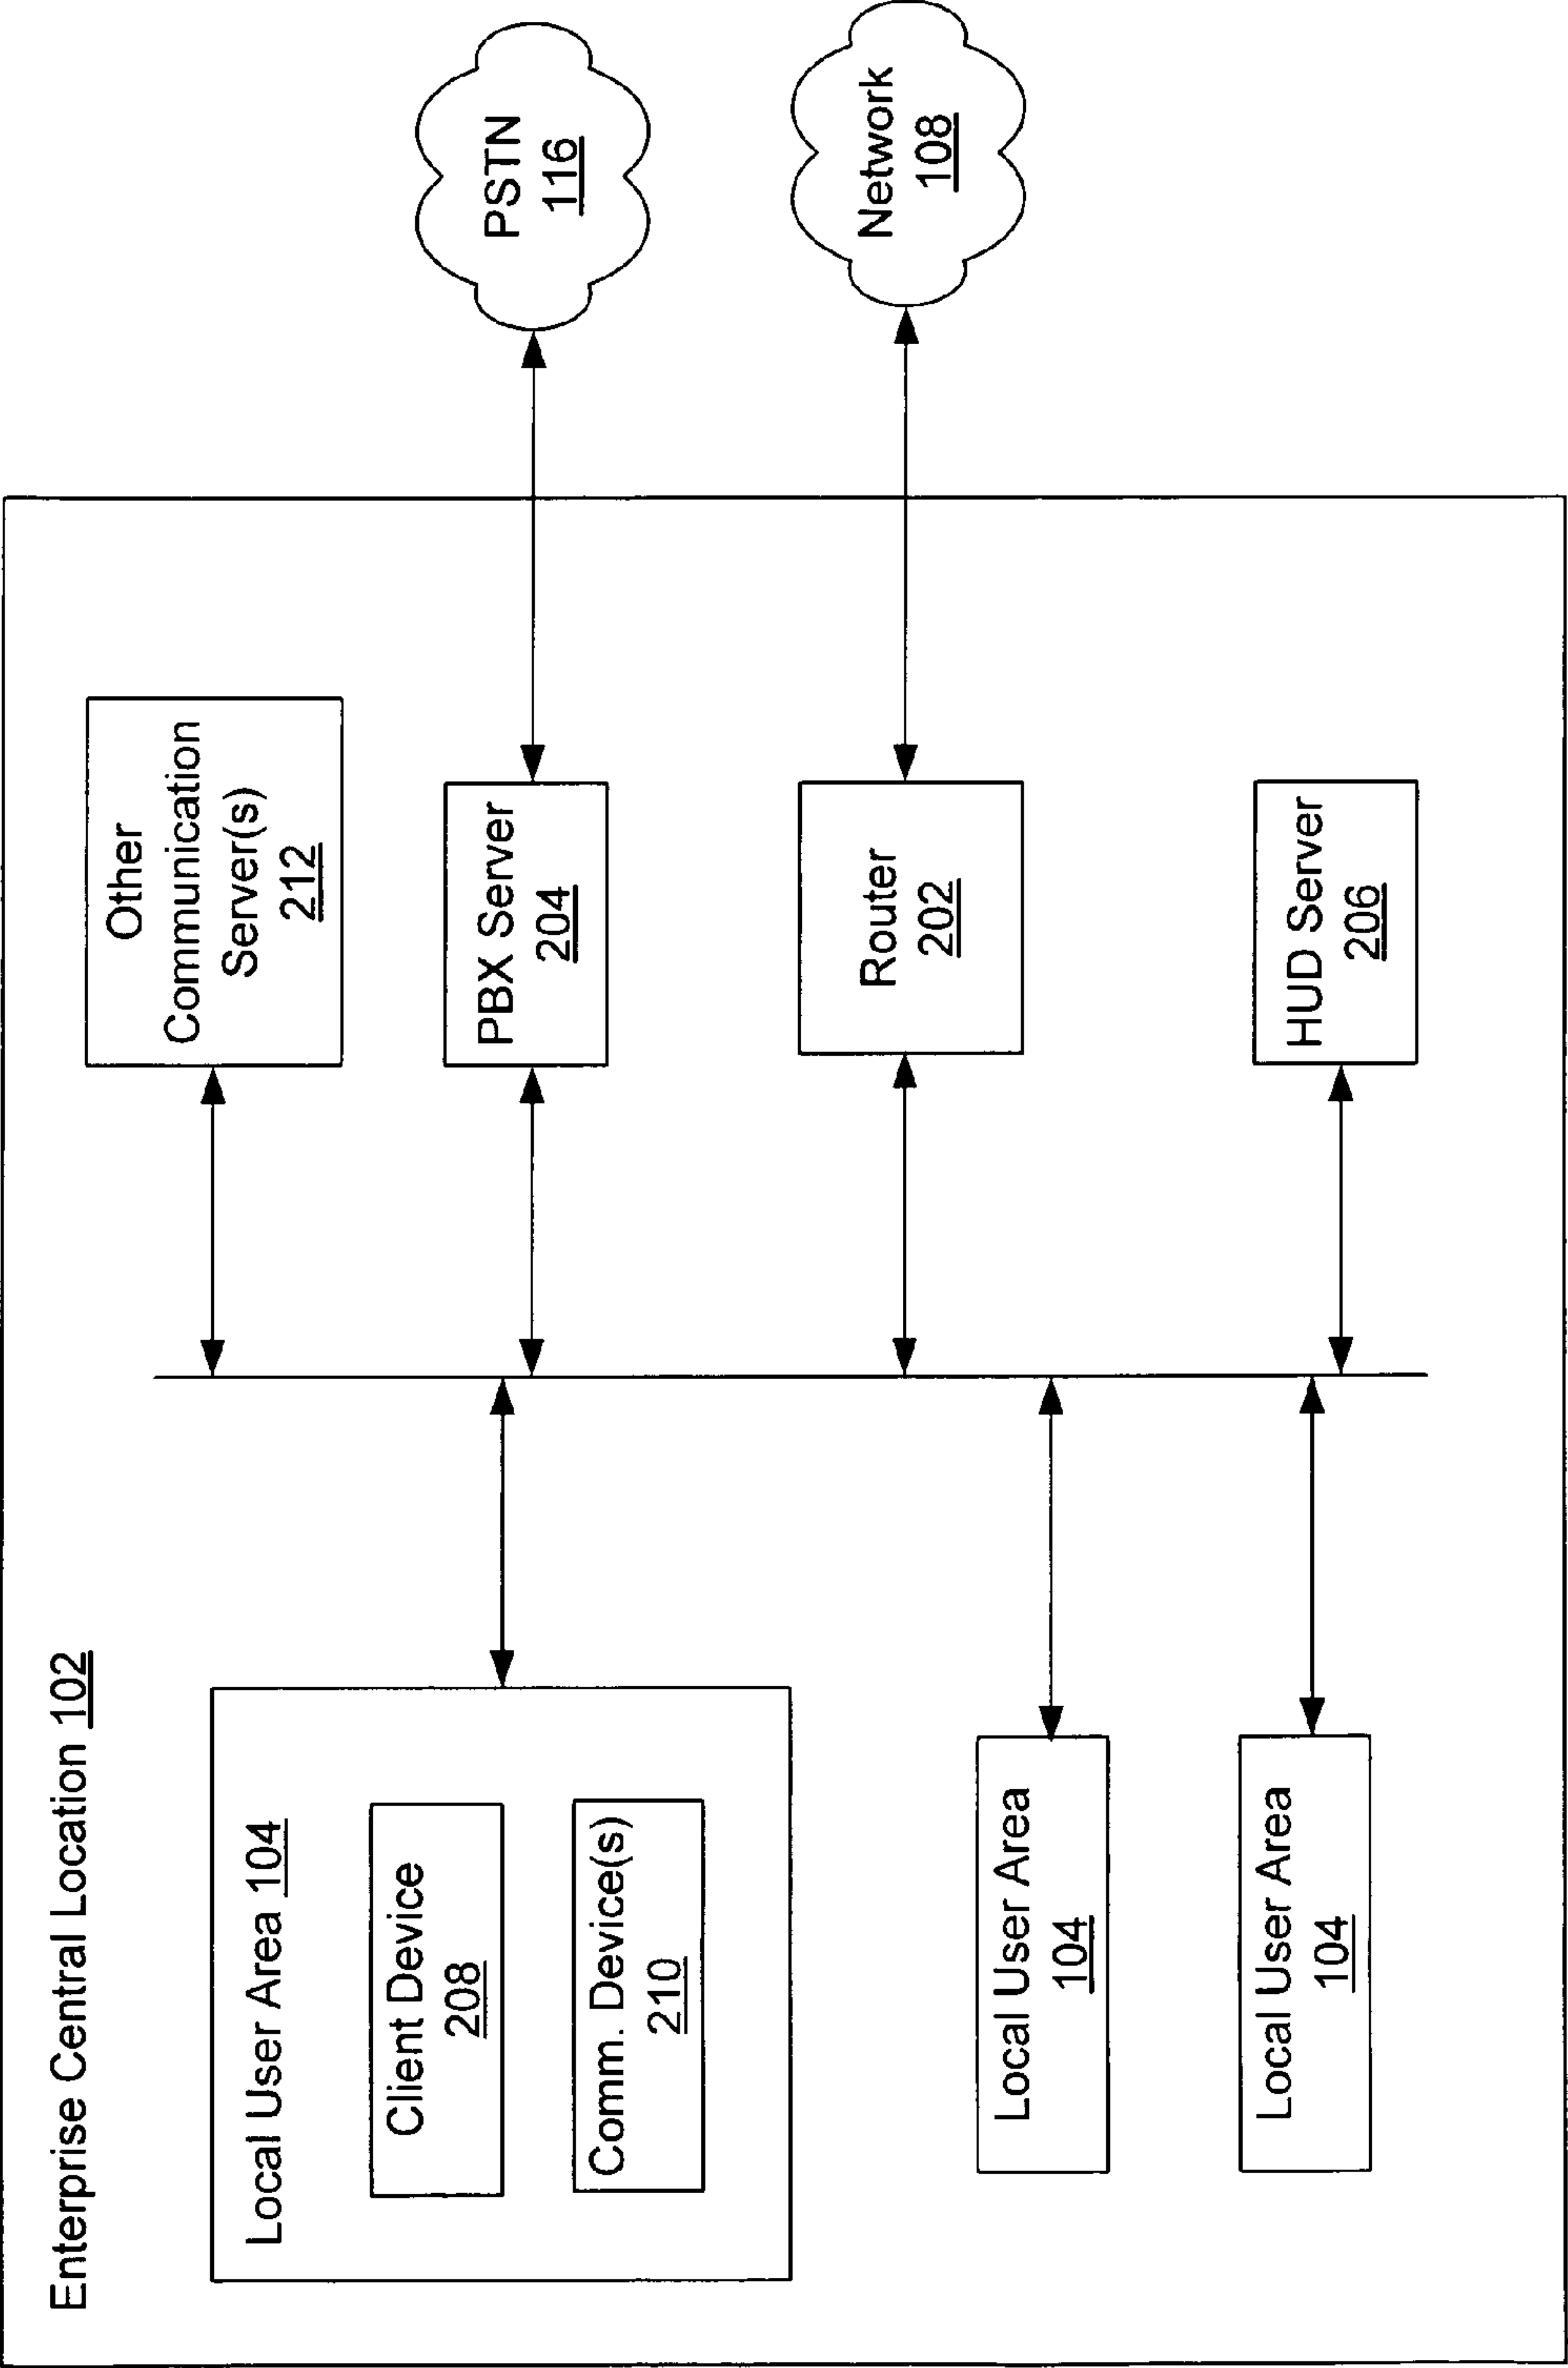 Enterprise Central Location 102
Local User Area 104
Client Device
208
Comm. Device(s)
210
Local User Area
104
Local User Area
104
Other
Communication
Server(s)
212
PBX Server
204
Router
202
HUD Server
206
PSTN
116
Network
108